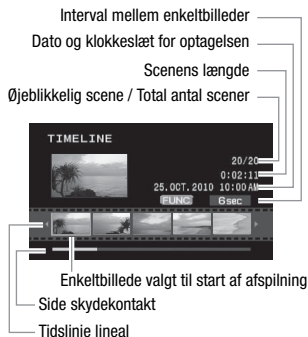 Interval mellem enkeltbilleder
Dato og klokkeslæt for optagelsen
Scenens længde
Øjeblikkelig scene / Total antal scener
TIMELINE
20/20
0:02:11
25.OCT.2010 10:00AM
FUNC. 6sec
Enkeltbillede valgt til start af afspilning
Side skydekontakt
Tidslinie lineal